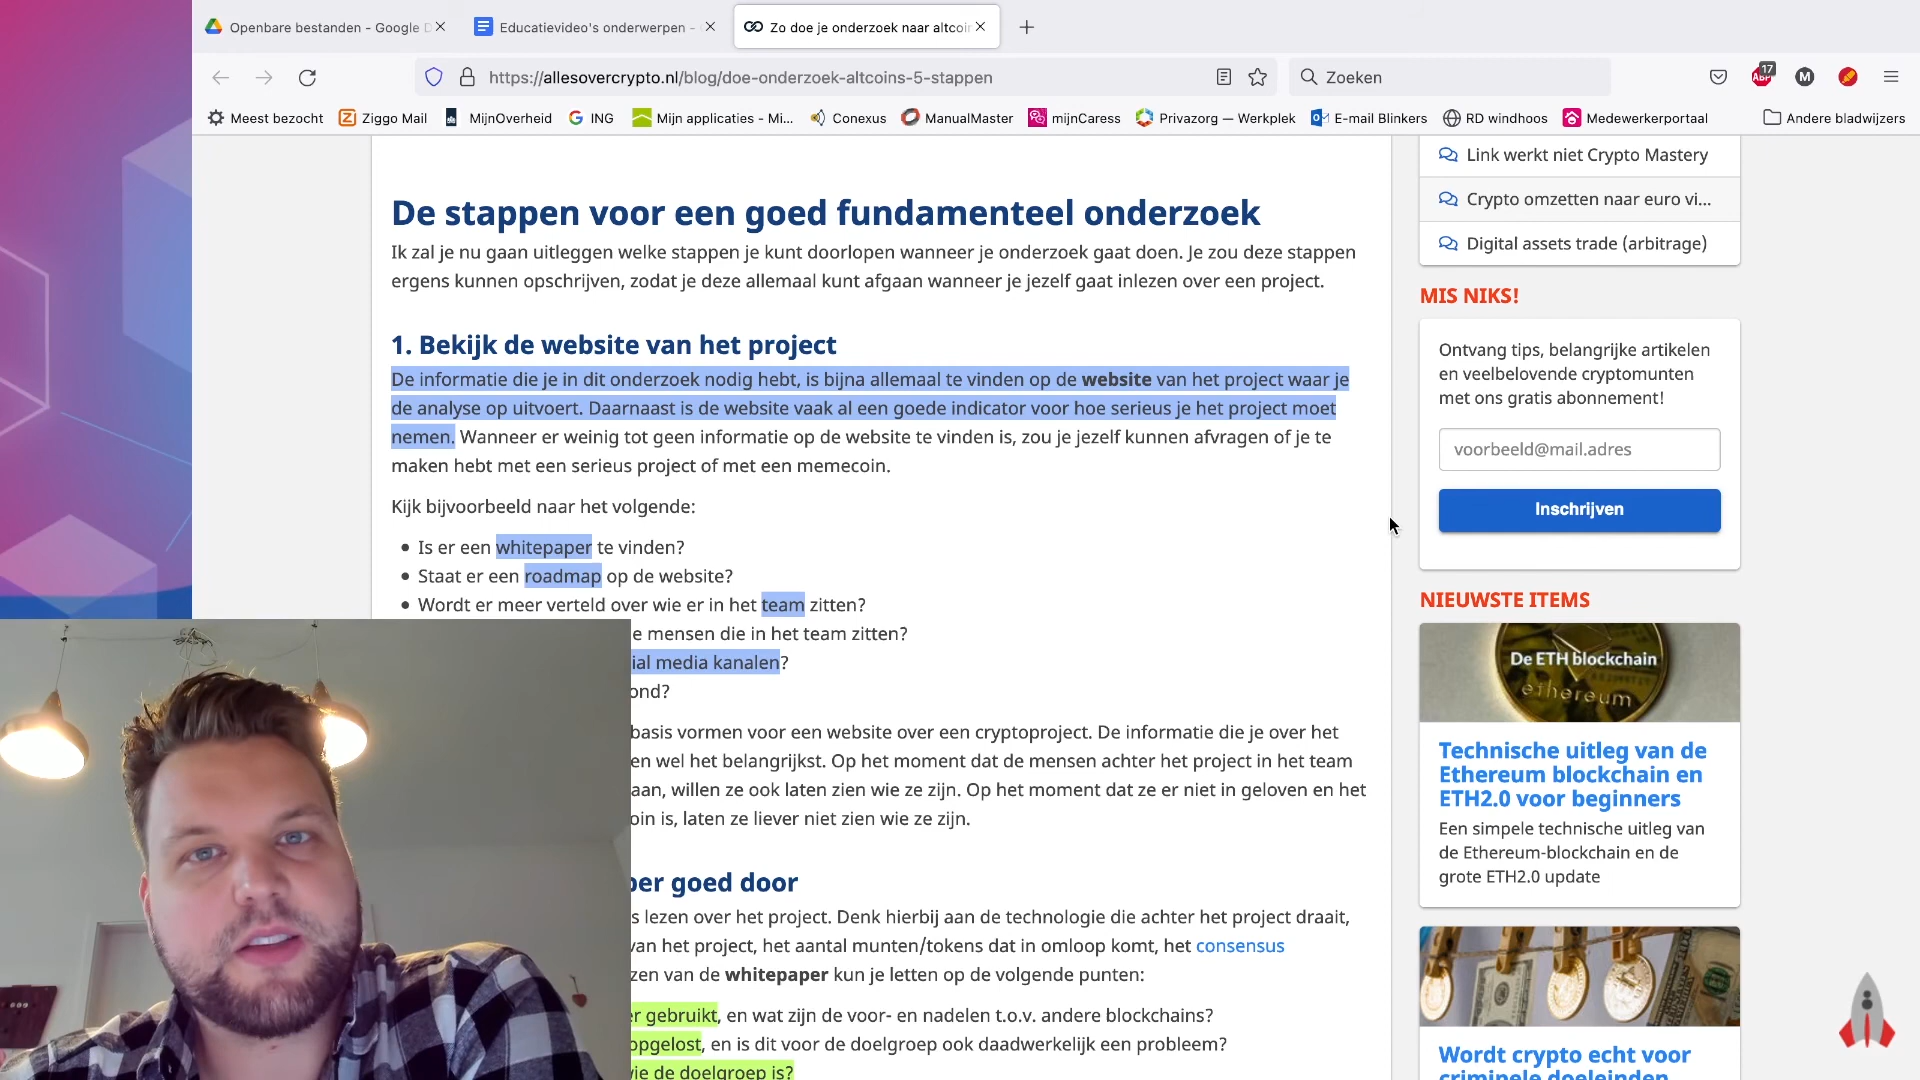 Openbare bestanden - Google D
Educatievideo's onderwerpen -
Zo doe je onderzoek naar altcoi
https://allesovercrypto.nl/blog/doe-onderzoek-altcoins-5-stappen
Zoeken
ABP 17
M
Meest bezocht
Ziggo Mail
MijnOverheid
G ING
Mijn applicaties - Mi...
Conexus
ManualMaster
mijnCaress
Privazorg — Werkplek
E-mail Blinkers
RD windhoos
Medewerkerportaal
Andere bladwijzers
De stappen voor een goed fundamenteel onderzoek
Ik zal je nu gaan uitleggen welke stappen je kunt doorlopen wanneer je onderzoek gaat doen. Je zou deze stappen
ergens kunnen opschrijven, zodat je deze allemaal kunt afgaan wanneer je jezelf gaat inlezen over een project.
1. Bekijk de website van het project
De informatie die je in dit onderzoek nodig hebt, is bijna allemaal te vinden op de website van het project waar je
de analyse op uitvoert. Daarnaast is de website vaak al een goede indicator voor hoe serieus je het project moet
nemen. Wanneer er weinig tot geen informatie op de website te vinden is, zou je jezelf kunnen afvragen of je te
maken hebt met een serieus project of met een memecoin.
Kijk bijvoorbeeld naar het volgende:
• Is er een whitepaper te vinden?
• Staat er een roadmap op de website?
• Wordt er meer verteld over wie er in het team zitten?
e mensen die in het team zitten?
ial media kanalen?
ond?
basis vormen voor een website over een cryptoproject. De informatie die je over het
en wel het belangrijkst. Op het moment dat de mensen achter het project in het team
aan, willen ze ook laten zien wie ze zijn. Op het moment dat ze er niet in geloven en het
oin is, laten ze liever niet zien wie ze zijn.
per goed door
s lezen over het project. Denk hierbij aan de technologie die achter het project draait,
van het project, het aantal munten/tokens dat in omloop komt, het consensus
zen van de whitepaper kun je letten op de volgende punten:
er gebruikt, en wat zijn de voor- en nadelen t.o.v. andere blockchains?
opgelost, en is dit voor de doelgroep ook daadwerkelijk een probleem?
wie de doelgroep is?
Link werkt niet Crypto Mastery
Crypto omzetten naar euro vi...
Digital assets trade (arbitrage)
MIS NIKS!
Ontvang tips, belangrijke artikelen
en veelbelovende cryptomunten
met ons gratis abonnement!
voorbeeld@mail.adres
Inschrijven
NIEUWSTE ITEMS
De ETH blockchain
ethereum
Technische uitleg van de
Ethereum blockchain en
ETH2.0 voor beginners
Een simpele technische uitleg van
de Ethereum-blockchain en de
grote ETH2.0 update
Wordt crypto echt voor
criminele doeleinden